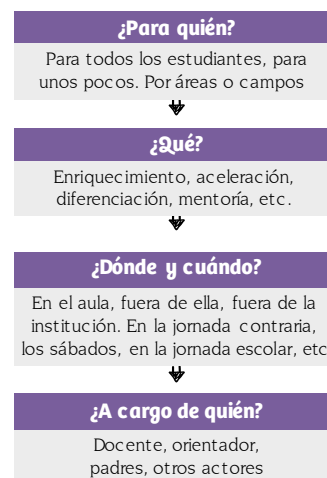 ¿Para quién?
Para todos los estudiantes, para
unos pocos. Por áreas o campos
¿Qué?
Enriquecimiento, aceleración,
diferenciación, mentoría, etc.
¿Dónde y cuándo?
En el aula, fuera de ella, fuera de la
institución. En la jornada contraria,
los sábados, en la jornada escolar, etc
¿A cargo de quién?
Docente, orientador,
padres, otros actores